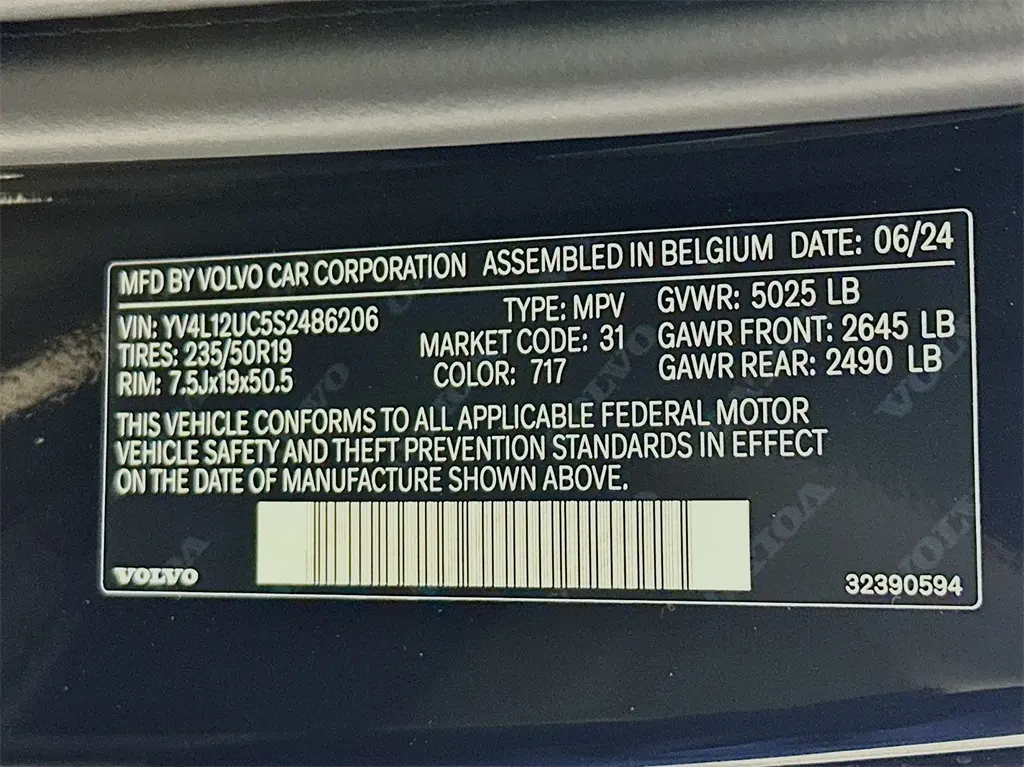 MFD BY VOLVO CAR CORPORATION ASSEMBLED IN BELGIUM DATE: 06/24
VIN: YV4L12UC5S2486206 TYPE: MPV GVWR: 5025 LB
TIRES: 235/50R19 MARKET CODE: 31 GAWR FRONT: 2645 LB
RIM: 7.5Jx19x50.5 COLOR: 717 GAWR REAR: 2490 LB
THIS VEHICLE CONFORMS TO ALL APPLICABLE FEDERAL MOTOR
VEHICLE SAFETY AND THEFT PREVENTION STANDARDS IN EFFECT
ON THE DATE OF MANUFACTURE SHOWN ABOVE.
VOLVO 32390594